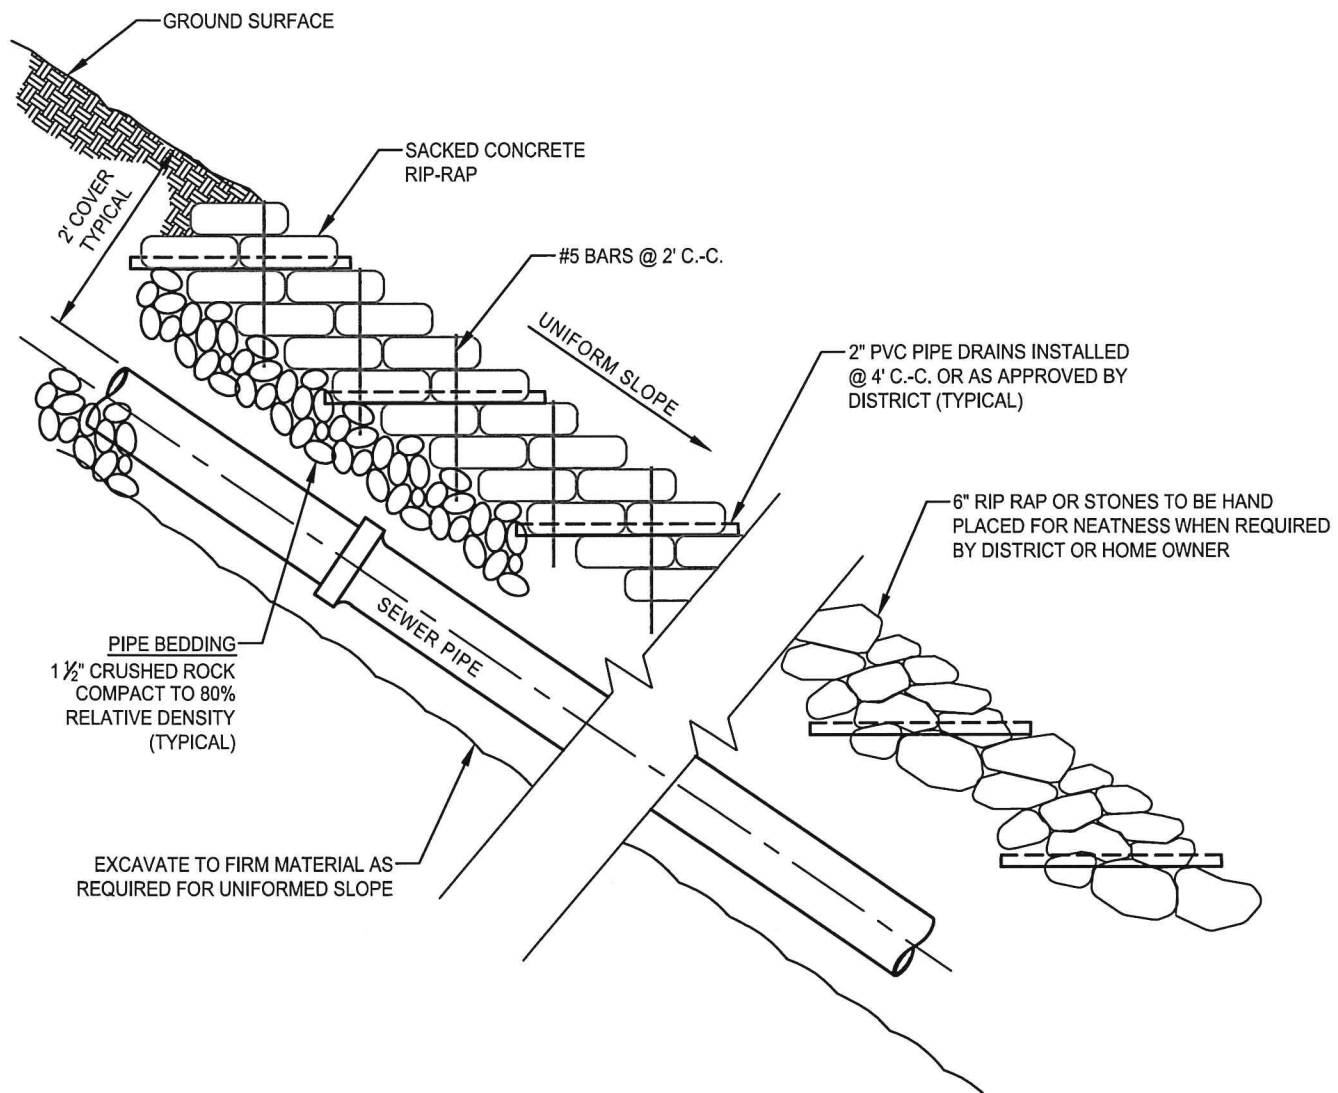 GROUND SURFACE
SACKED CONCRETE
RIP-RAP
2' COVER
TYPICAL
#5 BARS @ 2' C.-C.
UNIFORM SLOPE
2" PVC PIPE DRAINS INSTALLED
@ 4' C.-C. OR AS APPROVED BY
DISTRICT (TYPICAL)
6" RIP RAP OR STONES TO BE HAND
PLACED FOR NEATNESS WHEN REQUIRED
BY DISTRICT OR HOME OWNER
SEWER PIPE
PIPE BEDDING
1 ½" CRUSHED ROCK
COMPACT TO 80%
RELATIVE DENSITY
(TYPICAL)
EXCAVATE TO FIRM MATERIAL AS
REQUIRED FOR UNIFORMED SLOPE